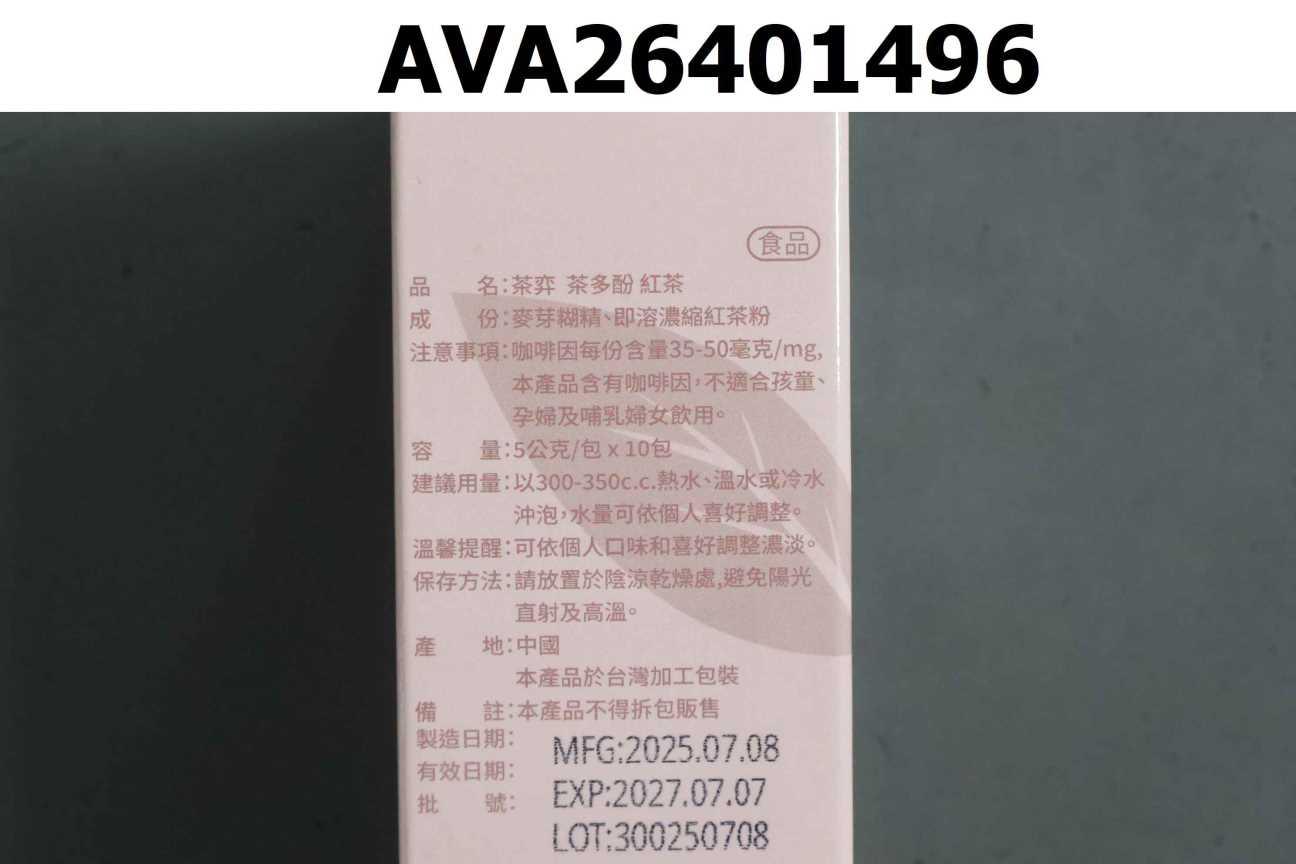 AVA26401496
食品
品 名:茶弈 茶多酚 紅茶
成 份:麥芽糊精、即溶濃縮紅茶粉
注意事項:咖啡因每份含量35-50毫克/mg,
本產品含有咖啡因,不適合孩童、
孕婦及哺乳婦女飲用。
容 量:5公克/包 x 10包
建議用量:以300-350c.c.熱水、溫水或冷水
沖泡,水量可依個人喜好調整。
溫馨提醒:可依個人口味和喜好調整濃淡。
保存方法:請放置於陰涼乾燥處,避免陽光
直射及高溫。
產 地:中國
本產品於台灣加工包裝
備 註:本產品不得拆包販售
製造日期: MFG:2025.07.08
有效日期: EXP:2027.07.07
批 號: LOT:300250708